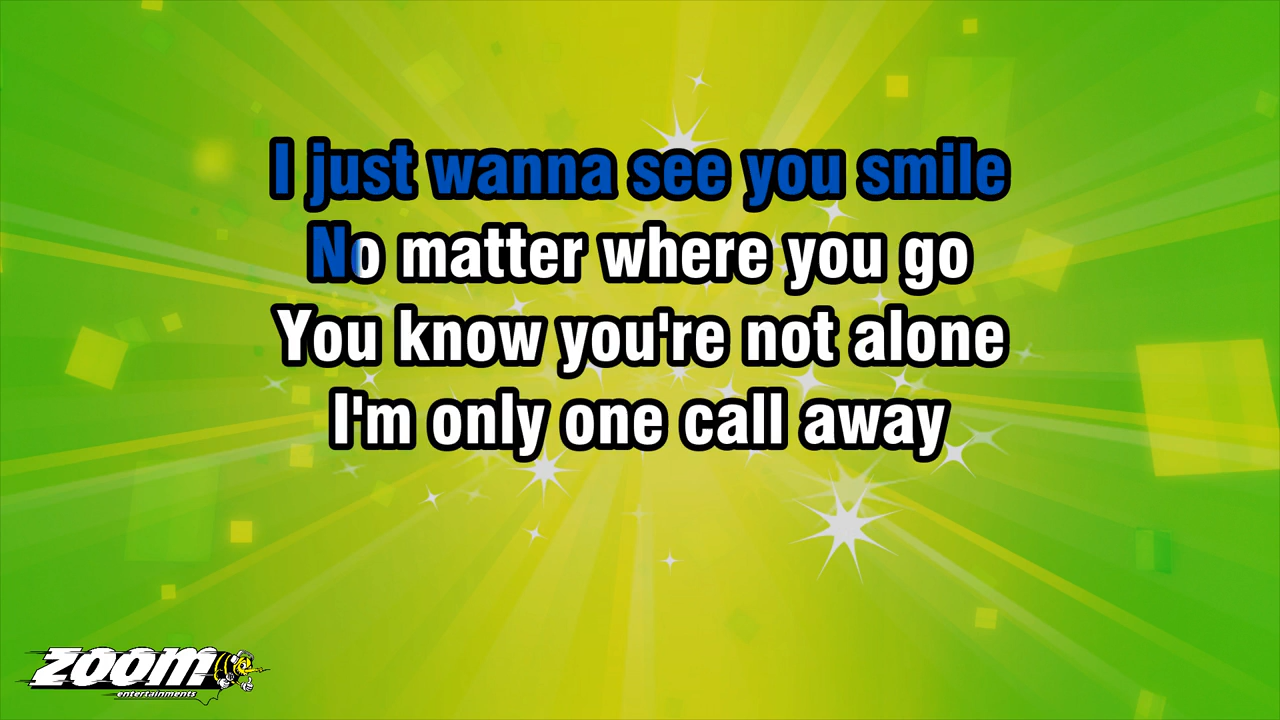 I just wanna see you smile
No matter where you go
You know you're not alone
I'm only one call away
zoom
entertainments